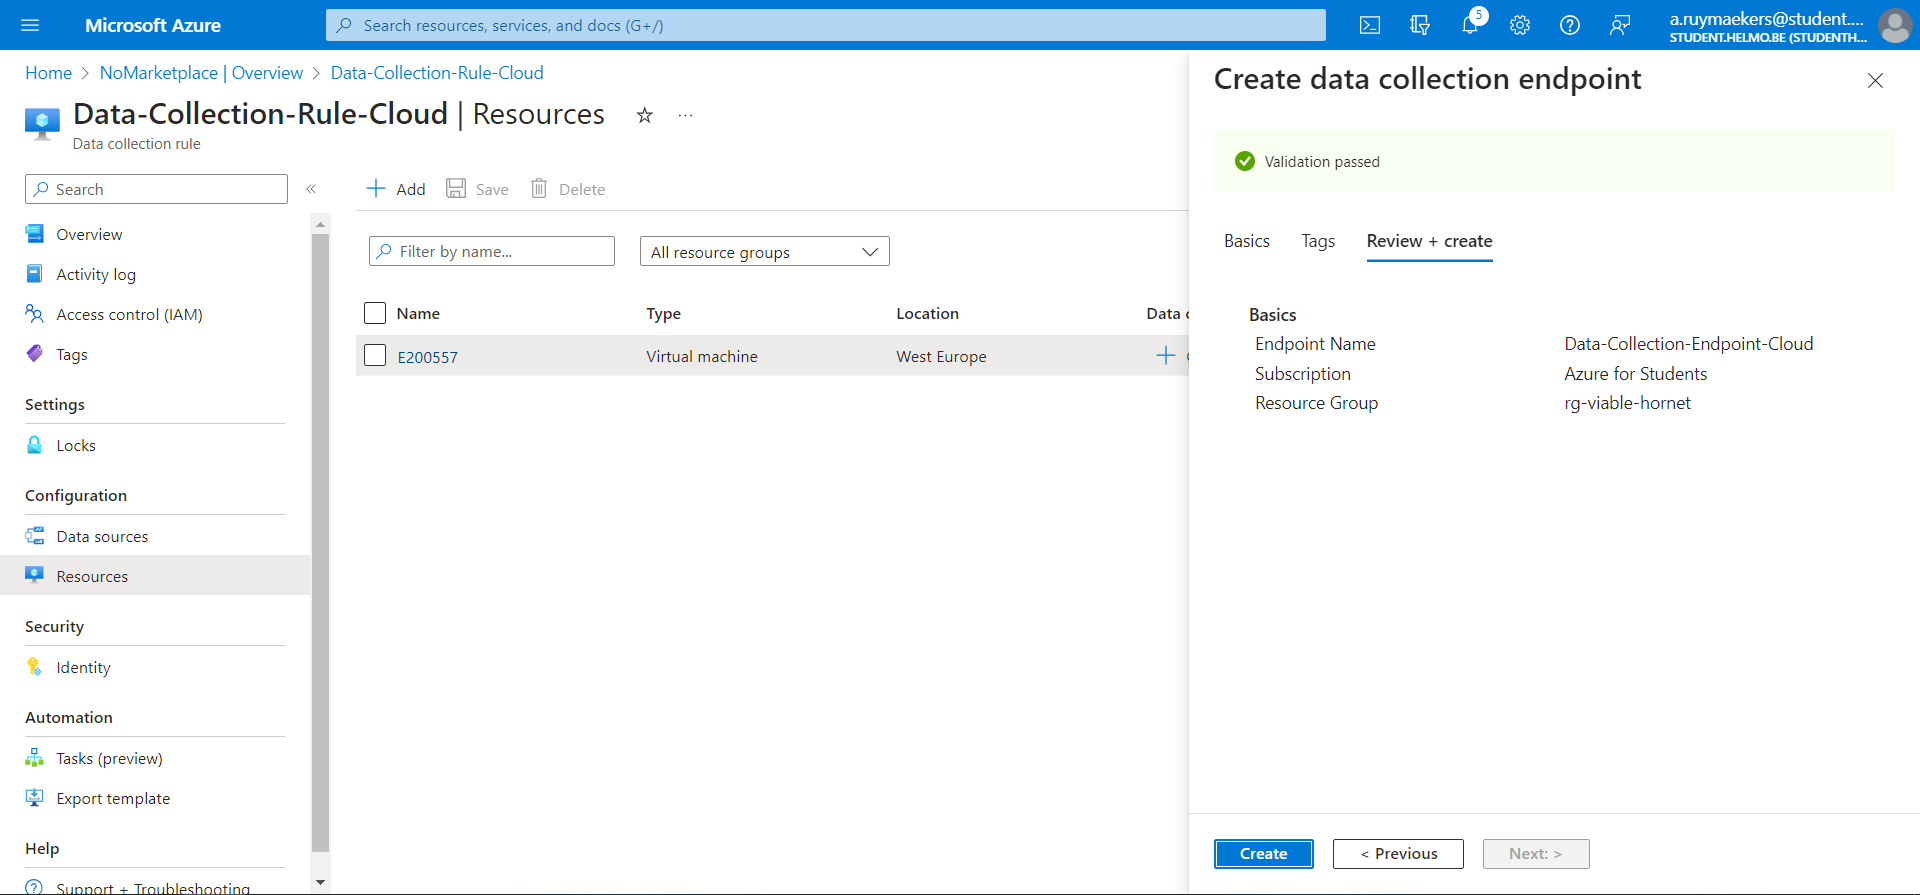 Microsoft Azure
Search resources, services, and docs (G+/)
5
a.ruymaekers@student....
STUDENT.HELMO.BE (STUDENTH...
Home > NoMarketplace | Overview > Data-Collection-Rule-Cloud
Data-Collection-Rule-Cloud | Resources
Data collection rule
Search
Overview
Activity log
Access control (IAM)
Tags
Settings
Locks
Configuration
Data sources
Resources
Security
Identity
Automation
Tasks (preview)
Export template
Help
Support + Troubleshooting
Add Save Delete
Filter by name...
All resource groups
Name Type Location Data
E200557 Virtual machine West Europe
Create data collection endpoint
Validation passed
Basics Tags Review + create
Basics
Endpoint Name Data-Collection-Endpoint-Cloud
Subscription Azure for Students
Resource Group rg-viable-hornet
Create < Previous Next: >